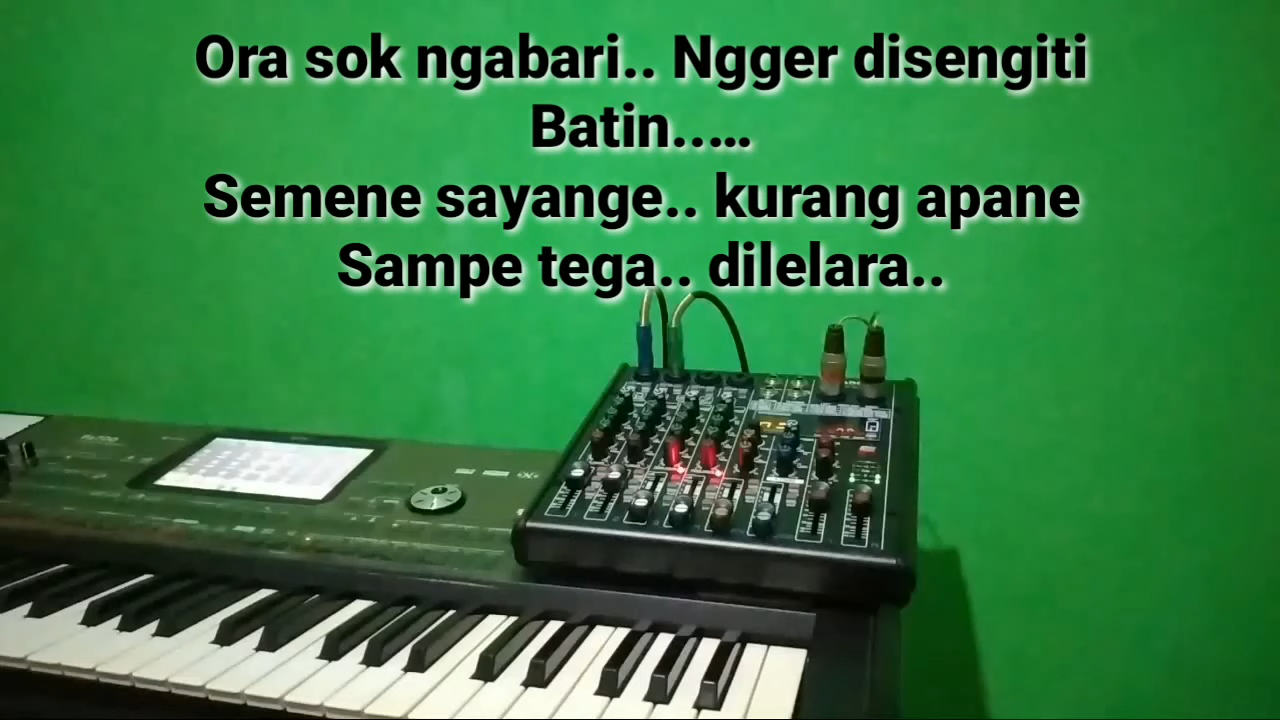 Ora sok ngabari.. Ngger disengiti
Batin.....
Semene sayange.. kurang apane
Sampe tega.. dilelara..